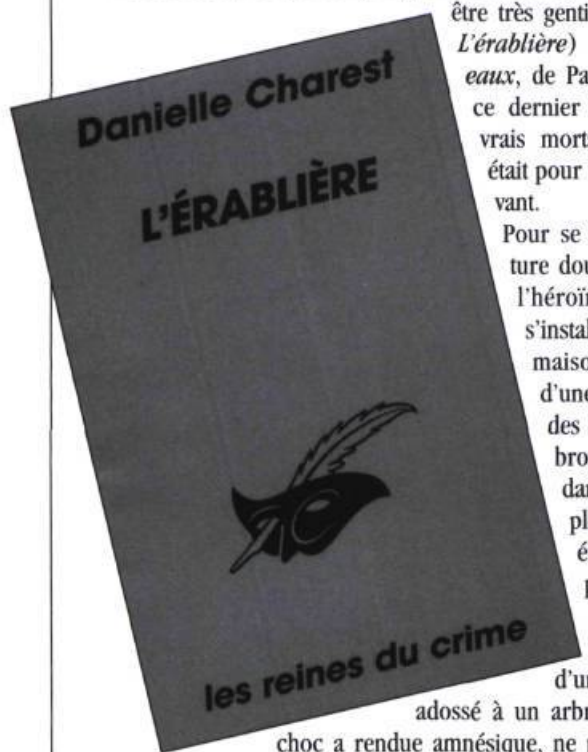 Danielle Charest
L'ÉRABLIÈRE
les reines du crime
être très genti
L'érablière)
eaux, de Pa
ce dernier
vrais mort
était pour
vant.
Pour se
ture dou
l'héroïn
s'instal
maiso
d'une
des
bro
dar
pl
é
d'u
adossé à un arbr
choc a rendue amnésique, ne